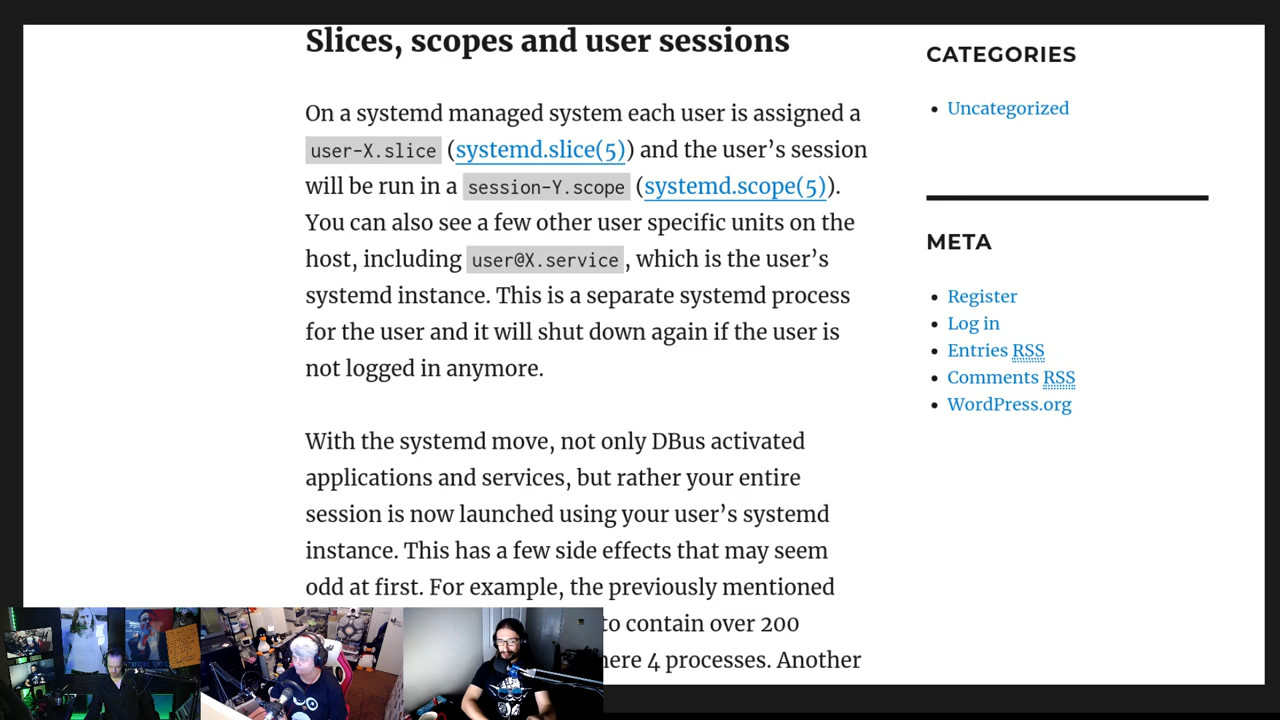 Slices, scopes and user sessions
On a systemd managed system each user is assigned a
user-X.slice (systemd.slice(5)) and the user’s session
will be run in a session-Y.scope (systemd.scope(5)).
You can also see a few other user specific units on the
host, including user@X.service, which is the user’s
systemd instance. This is a separate systemd process
for the user and it will shut down again if the user is
not logged in anymore.
With the systemd move, not only DBus activated
applications and services, but rather your entire
session is now launched using your user’s systemd
instance. This has a few side effects that may seem
odd at first. For example, the previously mentioned
to contain over 200
4 processes. Another
CATEGORIES
Uncategorized
META
Register
Log in
Entries RSS
Comments RSS
WordPress.org